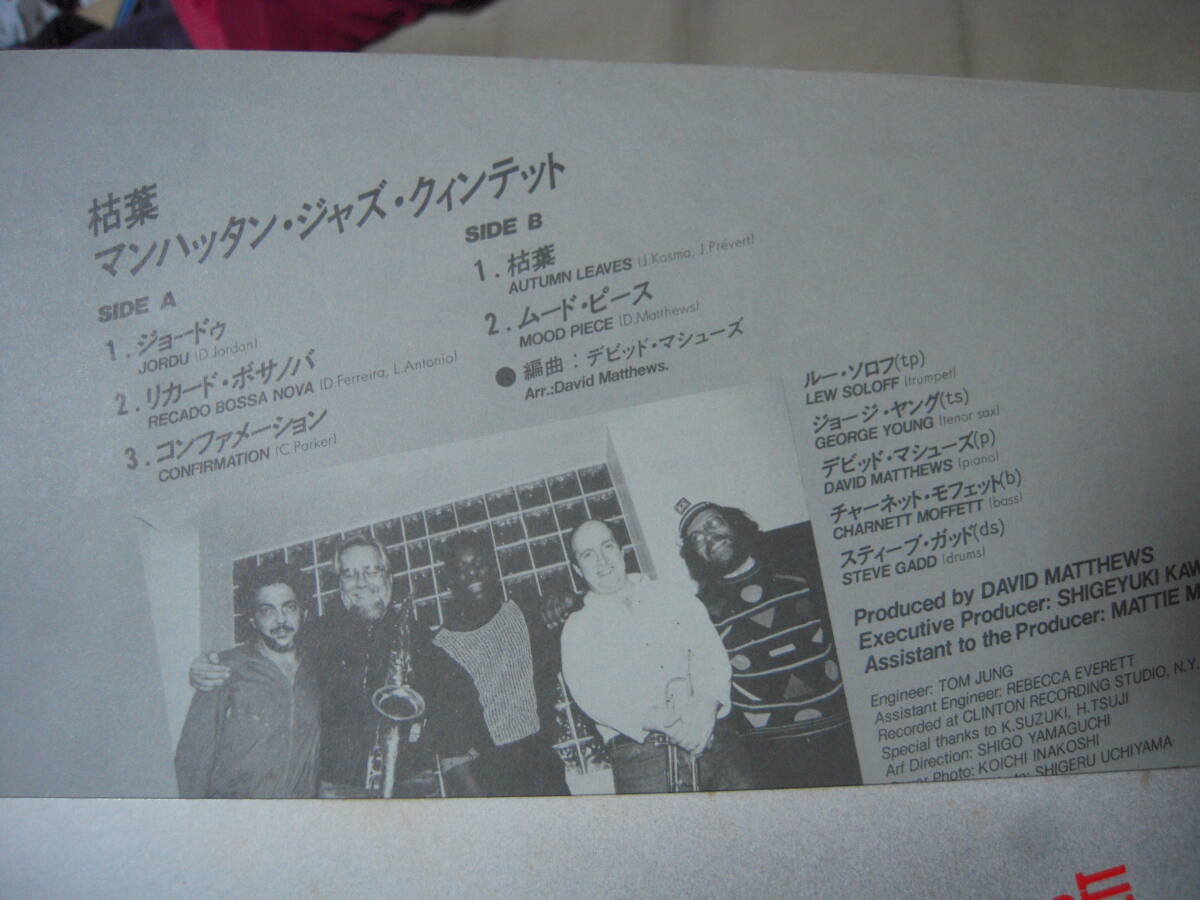 枯葉
マンハッタン・ジャズ・クィンテット
SIDE A
1. ジョードゥ
JORDU (D.Jordan)
2. リカード・ボサノバ
RECADO BOSSA NOVA (D.Ferreira, L.Antonio)
3. コンファメーション
CONFIRMATION (C.Parker)
SIDE B
1. 枯葉
AUTUMN LEAVES (J.Kosma, J.Prévert)
2. ムード・ピース
MOOD PIECE (D.Matthews)
●編曲：デビッド・マシューズ
Arr.:David Matthews.
ルー・ソロフ(tp)
LEW SOLOFF (trumpet)
ジョージ・ヤング(ts)
GEORGE YOUNG (tenor sax)
デビッド・マシューズ(p)
DAVID MATTHEWS (piano)
チャーネット・モフェット(b)
CHARNETT MOFFETT (bass)
スティーブ・ガッド(ds)
STEVE GADD (drums)
Produced by DAVID MATTHEWS
Executive Producer: SHIGEYUKI KAW
Assistant to the Producer: MATTIE M
Engineer: TOM JUNG
Assistant Engineer: REBECCA EVERETT
Recorded at CLINTON RECORDING STUDIO, N.Y.
Special thanks to K.SUZUKI, H.TSUJI
Art Direction: SHIGO YAMAGUCHI
Photo: KOICHI INAKOSHI
SHIGERU UCHIYAMA